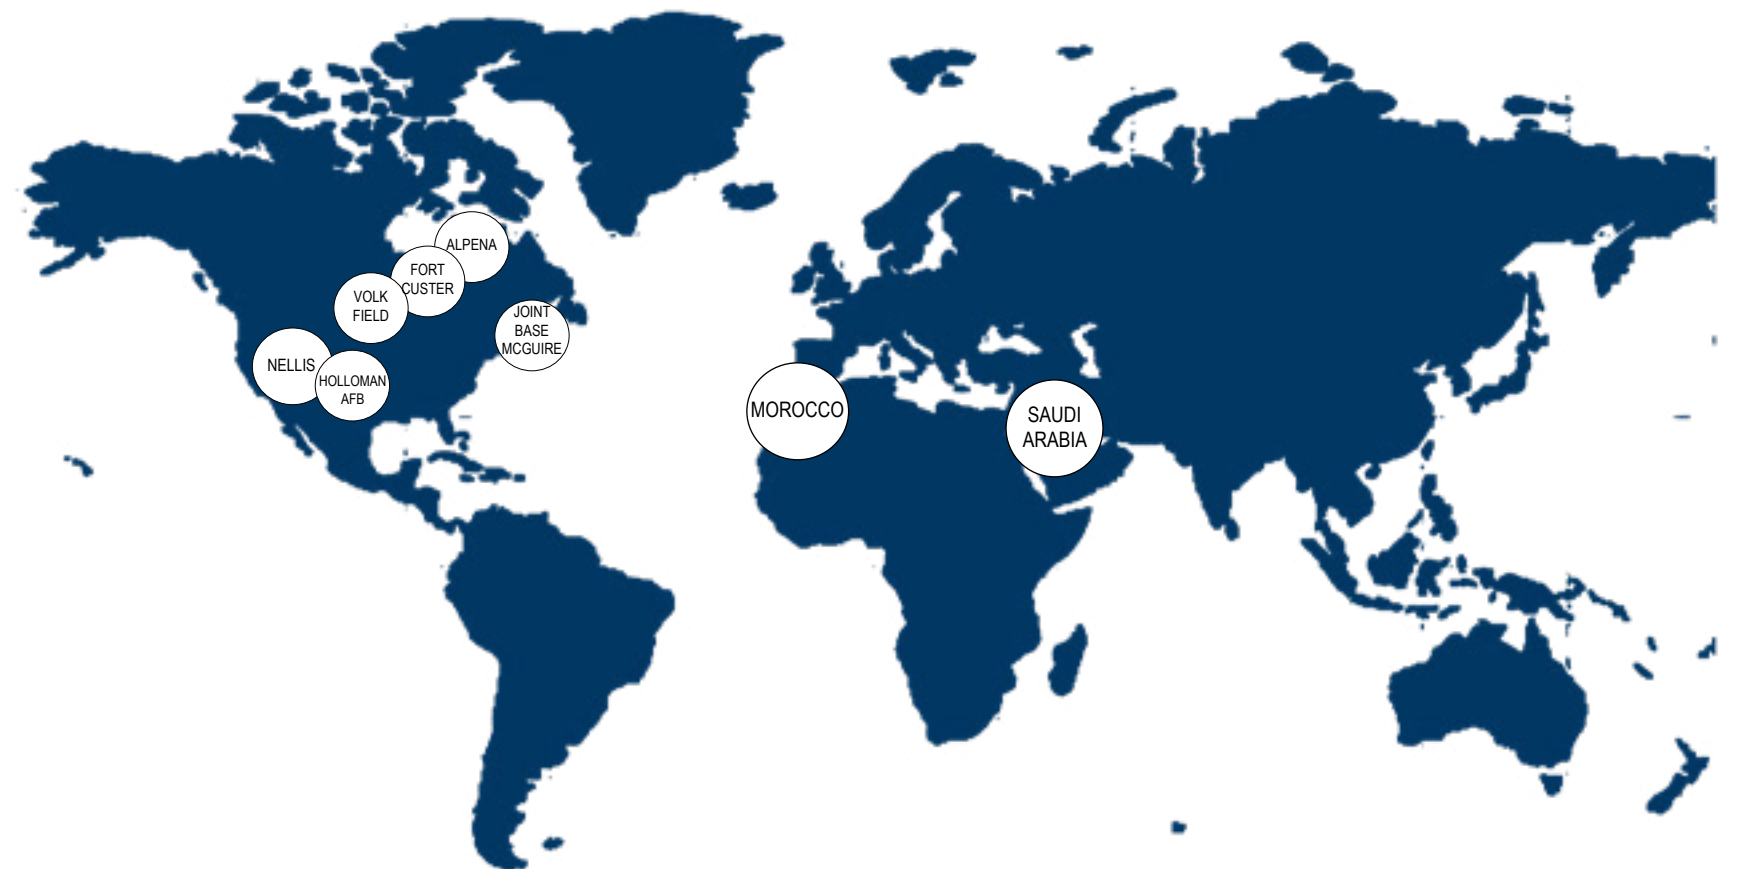 ALPENA
FORT
CUSTER
VOLK
FIELD
JOINT
BASE
MCGUIRE
NELLIS
HOLLOMAN
AFB
MOROCCO
SAUDI
ARABIA